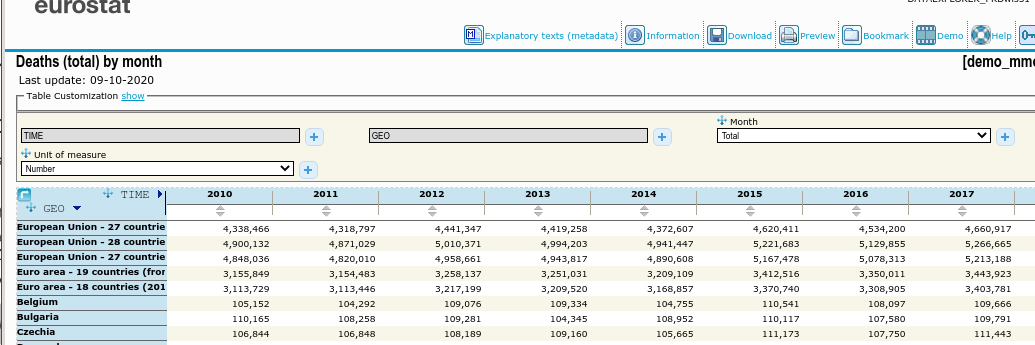 eurostat
Explanatory texts (metadata) Information Download Preview Bookmark Demo Help
Deaths (total) by month [demo_mm
Last update: 09-10-2020
Table Customization show
Month
TIME + GEO + Total +
Unit of measure
Number +
TIME 2010 2011 2012 2013 2014 2015 2016 2017
GEO
European Union - 27 countrie 4,338,466 4,318,797 4,441,347 4,419,258 4,372,607 4,620,411 4,534,200 4,660,917
European Union - 28 countrie 4,900,132 4,871,029 5,010,371 4,994,203 4,941,447 5,221,683 5,129,855 5,266,665
European Union - 27 countrie 4,848,036 4,820,010 4,958,661 4,943,817 4,890,608 5,167,478 5,078,313 5,213,188
Euro area - 19 countries (fror 3,155,849 3,154,483 3,258,137 3,251,031 3,209,109 3,412,516 3,350,011 3,443,923
Euro area - 18 countries (201 3,113,729 3,113,446 3,217,199 3,209,520 3,168,857 3,370,740 3,308,905 3,403,781
Belgium 105,152 104,292 109,076 109,334 104,755 110,541 108,097 109,666
Bulgaria 110,165 108,258 109,281 104,345 108,952 110,117 107,580 109,791
Czechia 106,844 106,848 108,189 109,160 105,665 111,173 107,750 111,443